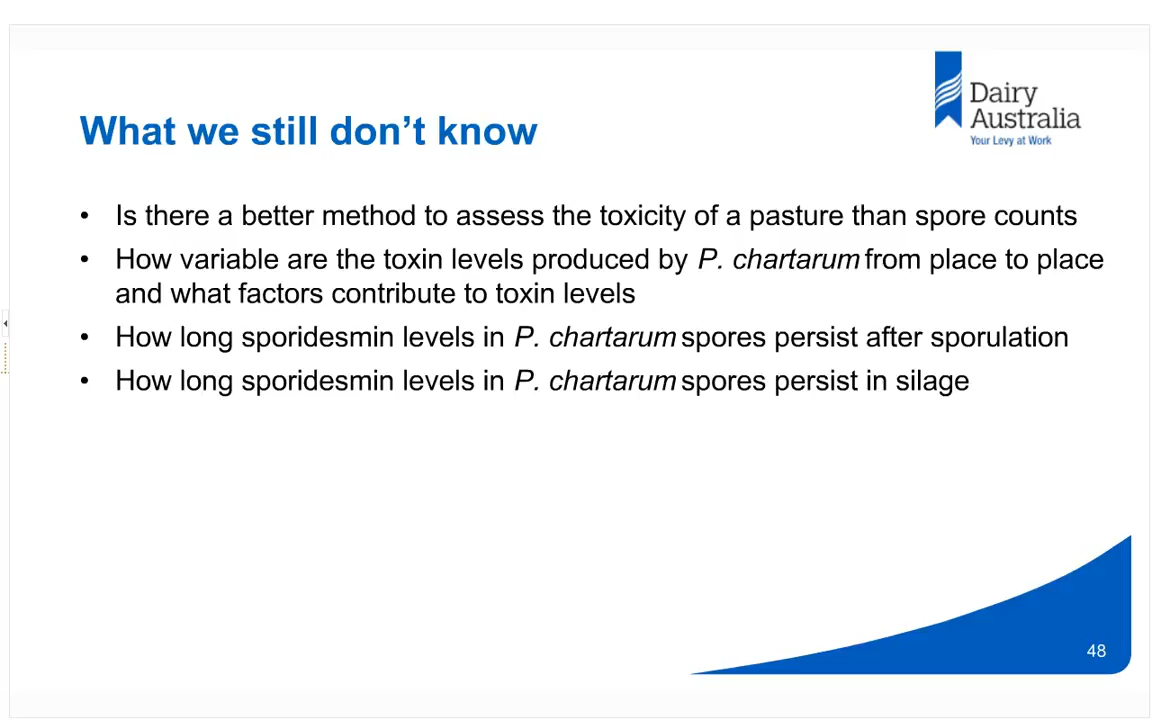 Dairy
Australia
Your Levy at Work
What we still don’t know
• Is there a better method to assess the toxicity of a pasture than spore counts
• How variable are the toxin levels produced by P. chartarum from place to place
and what factors contribute to toxin levels
• How long sporidesmin levels in P. chartarum spores persist after sporulation
• How long sporidesmin levels in P. chartarum spores persist in silage
48